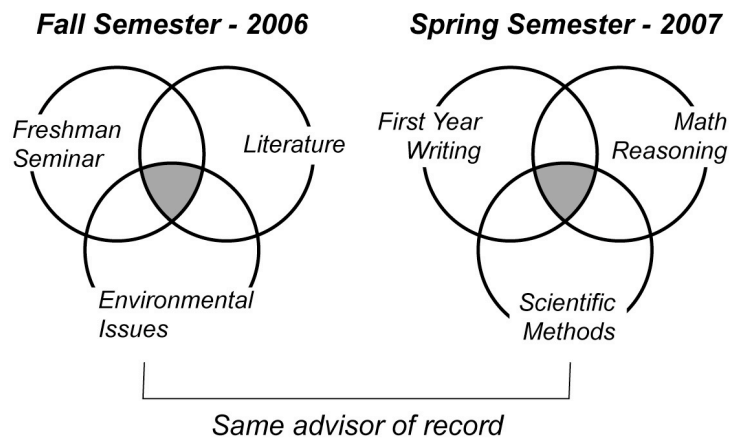 Fall Semester - 2006
Freshman
Seminar
Literature
Environmental
Issues
Spring Semester - 2007
First Year
Writing
Math
Reasoning
Scientific
Methods
Same advisor of record